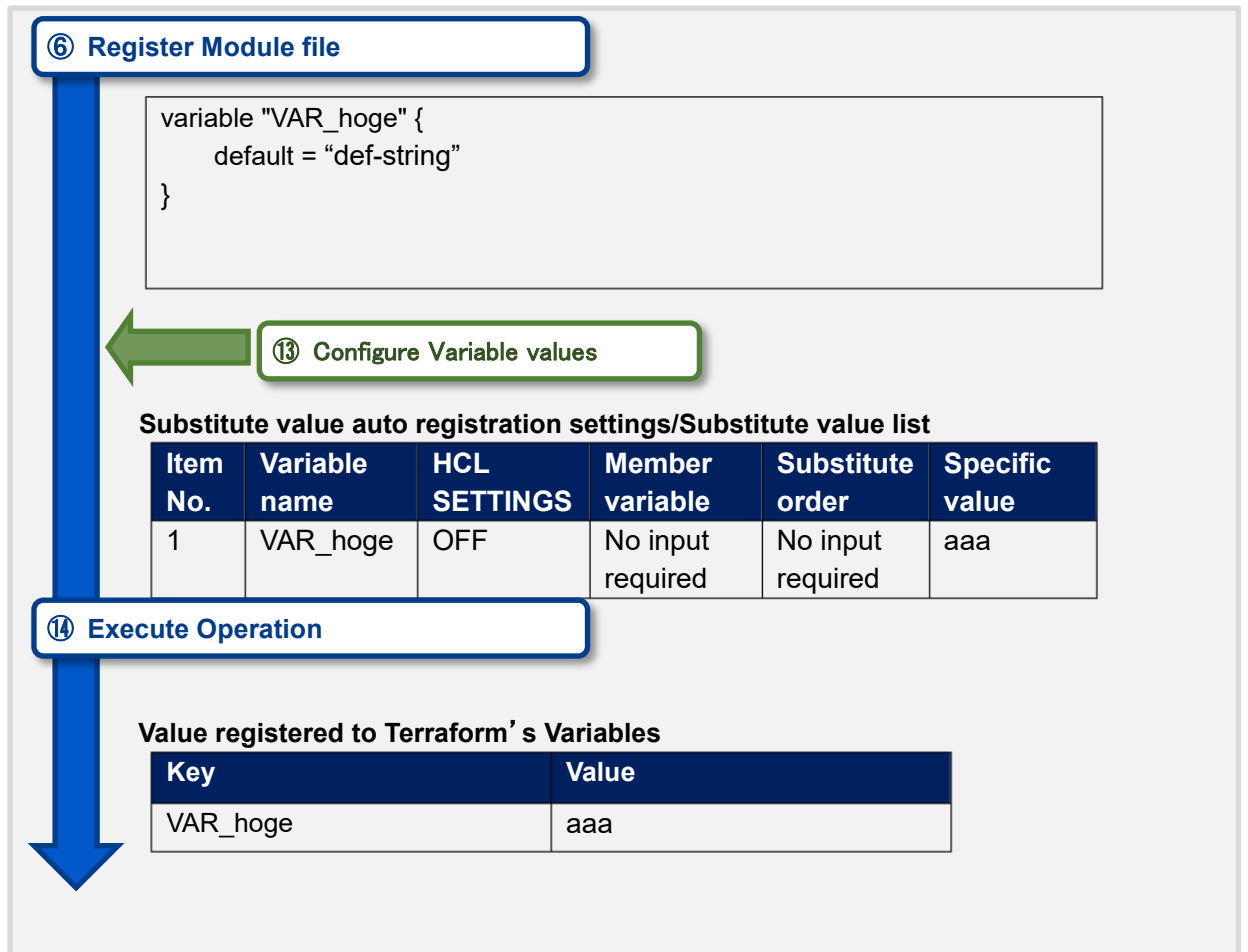 ⑥ Register Module file
variable "VAR_hoge" {
default = “def-string”
}
⑬ Configure Variable values
Substitute value auto registration settings/Substitute value list
Item No. Variable name HCL SETTINGS Member variable Substitute order Specific value
1 VAR_hoge OFF No input required No input required aaa
⑭ Execute Operation
Value registered to Terraform’s Variables
Key Value
VAR_hoge aaa